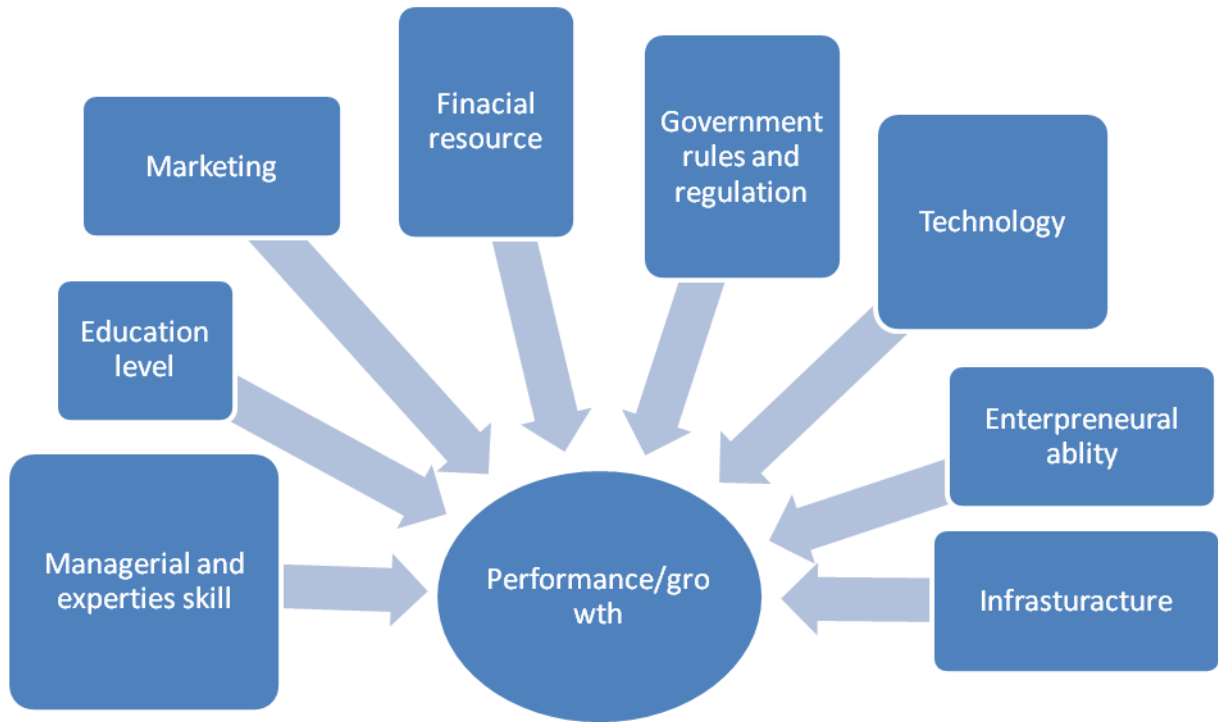 Finacial
resource
Government
rules and
regulation
Marketing
Technology
Education
level
Enterpreneural
ablity
Managerial and
experties skill
Performance/gro
wth
Infrasturacture